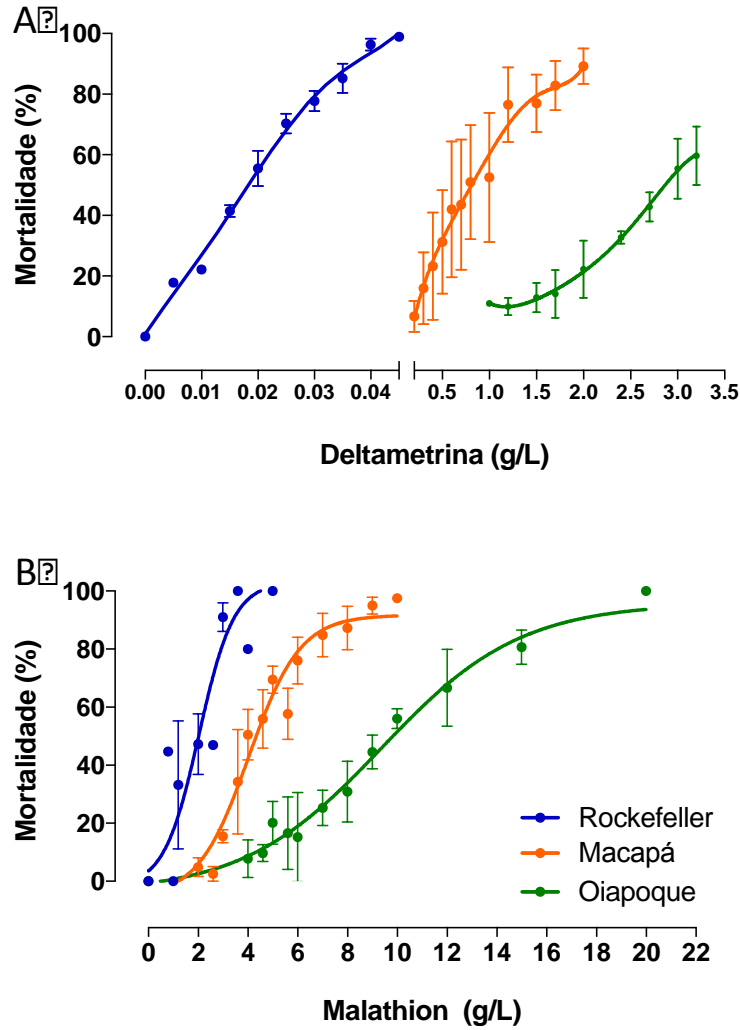 A
100
80
60
40
20
0
Mortalidade (%)
0.00 0.01 0.02 0.03 0.04 0.5 1.0 1.5 2.0 2.5 3.0 3.5
Deltametrina (g/L)
B
100
80
60
40
20
0
Mortalidade (%)
Rockefeller
Macapá
Oiapoque
0 2 4 6 8 10 12 14 16 18 20 22
Malathion (g/L)